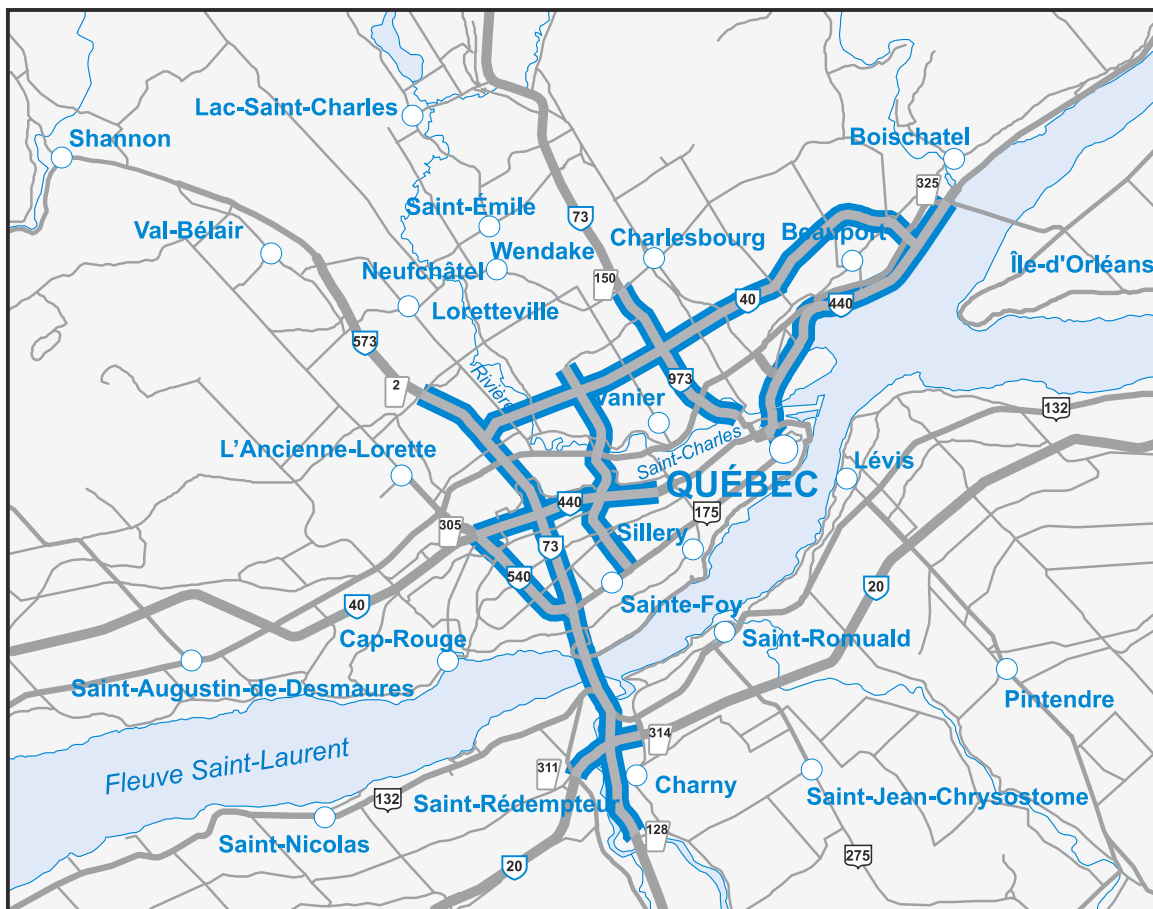 Lac-Saint-Charles
Shannon
Boischatel
325
Saint-Émile
73
Val-Bélair
Wendake
Charlesbourg
Beauport
Neufchâtel
150
Île-d'Orléans
Loretteville
40
440
573
2
Rivière
973
Vanier
132
L'Ancienne-Lorette
Saint-Charles
Lévis
QUÉBEC
440
175
305
Sillery
73
540
20
40
Sainte-Foy
Cap-Rouge
Saint-Romuald
Saint-Augustin-de-Desmaures
Pintendre
314
Fleuve Saint-Laurent
311
Charny
132
Saint-Rédempteur
Saint-Jean-Chrysostome
128
Saint-Nicolas
275
20